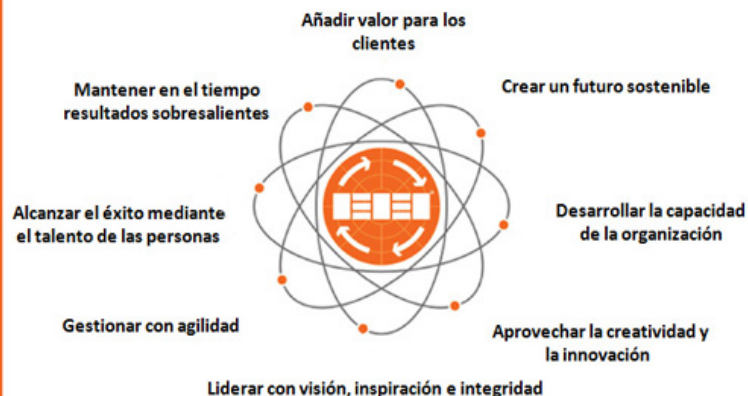 Añadir valor para los
clientes
Crear un futuro sostenible
Desarrollar la capacidad
de la organización
Aprovechar la creatividad y
la innovación
Liderar con visión, inspiración e integridad
Gestionar con agilidad
Alcanzar el éxito mediante
el talento de las personas
Mantener en el tiempo
resultados sobresalientes